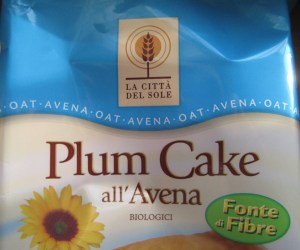 LA CITTÀ
DEL SOLE
OAT · AVENA · OAT · AVENA · OAT · AVENA · OAT
Plum Cake
all'Avena
BIOLOGICI
Fonte
di Fibre